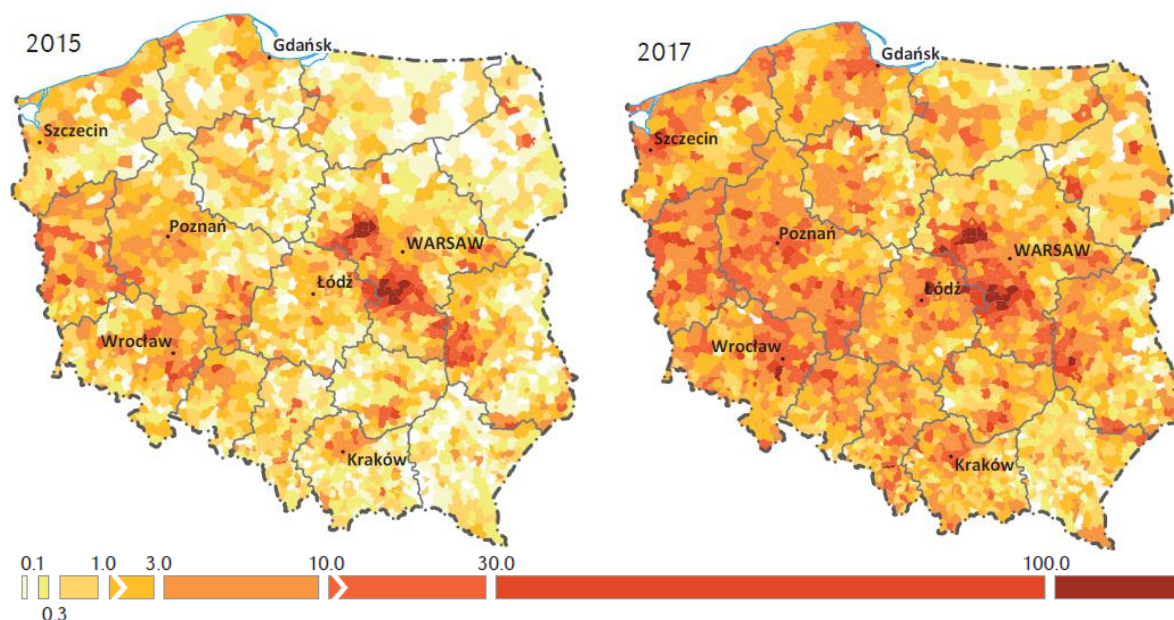 2015
Gdańsk
Szczecin
Poznań
WARSAW
Łódź
Wrocław
Kraków
2017
Gdańsk
Szczecin
Poznań
WARSAW
Łódź
Wrocław
Kraków
0.1 1.0 3.0 10.0 30.0 100.0
0.3